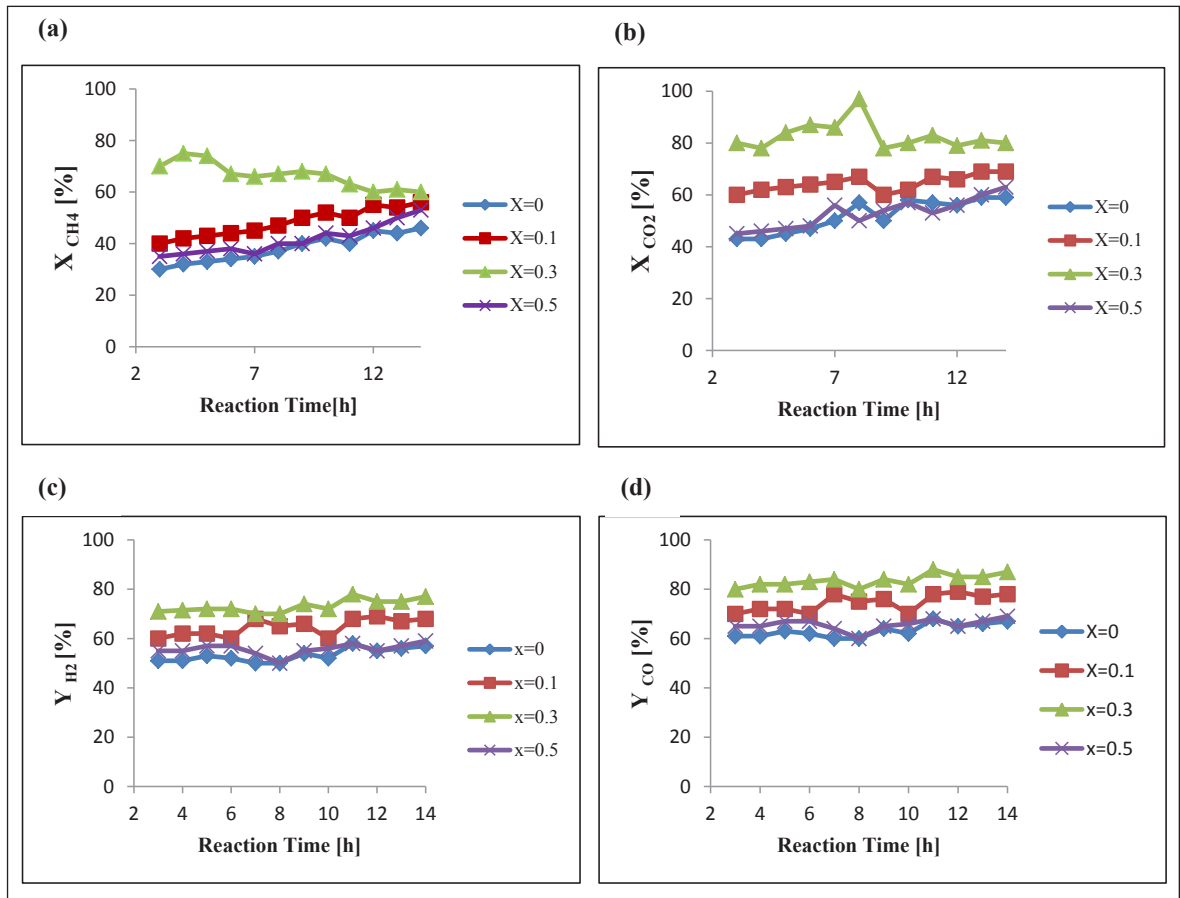 (a)
100
80
60
40
20
0
2 7 12
X CH4 [%]
Reaction Time[h]
X=0
X=0.1
X=0.3
X=0.5
(b)
100
80
60
40
20
0
2 7 12
X CO2 [%]
Reaction Time [h]
X=0
X=0.1
X=0.3
X=0.5
(c)
100
80
60
40
20
0
2 4 6 8 10 12 14
Y H2 [%]
Reaction Time [h]
x=0
x=0.1
x=0.3
x=0.5
(d)
100
80
60
40
20
0
2 4 6 8 10 12 14
Y CO [%]
Reaction Time [h]
X=0
X=0.1
x=0.3
x=0.5